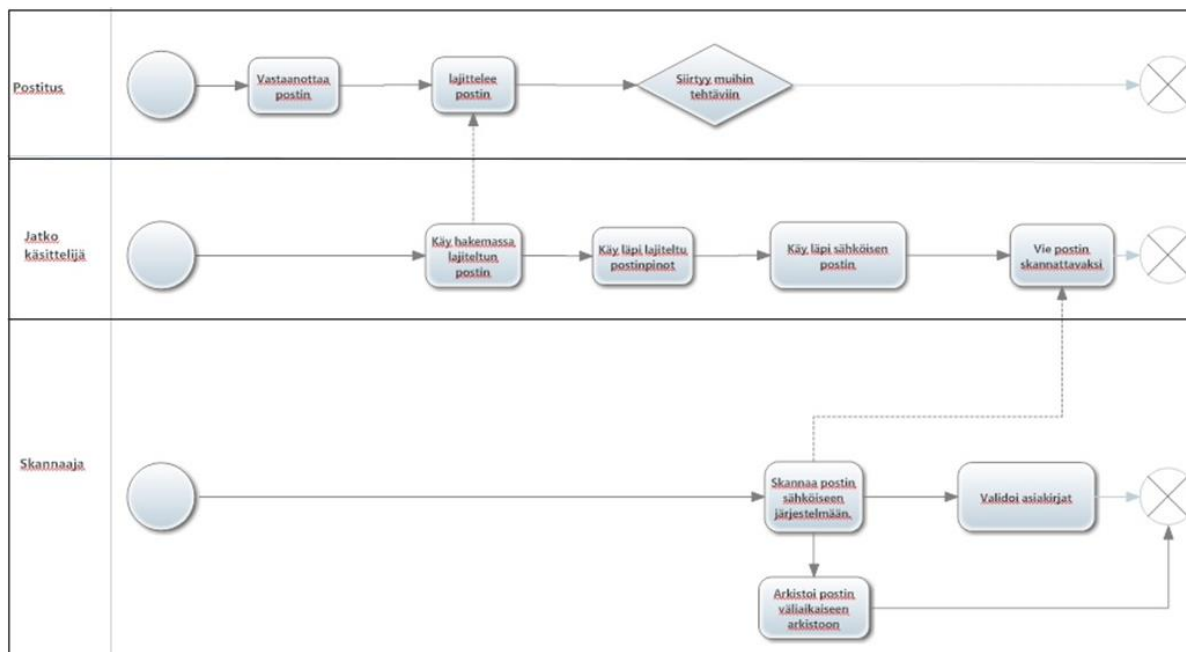 Postitus
Vastaanottaa
postin
lajittelee
postin
Siirtyy muihin
tehtäviin
Jatko
käsittelijä
Käy hakemassa
lajiteltun
postin
Käy läpi lajiteltu
postinpinot
Käy läpi sähköisen
postin
Vie postin
skannattavaksi
Skannaaja
Skannaa postin
sähköiseen
järjestelmään.
Validoi asiakirjat
Arkistoi postin
väliaikaiseen
arkistoon